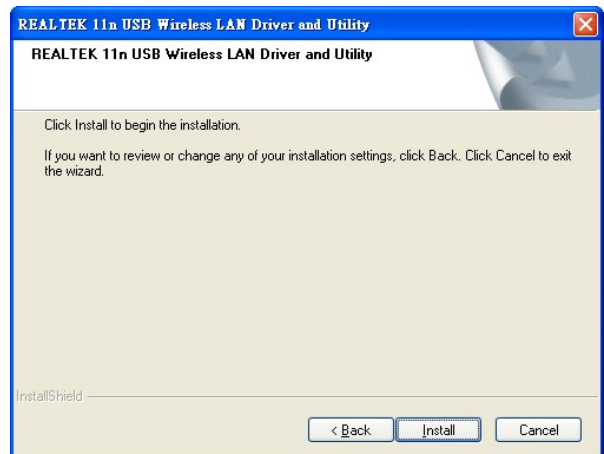 REALTEK 11n USB Wireless LAN Driver and Utility
REALTEK 11n USB Wireless LAN Driver and Utility
Click Install to begin the installation.
If you want to review or change any of your installation settings, click Back. Click Cancel to exit
the wizard.
InstallShield
< Back Install Cancel